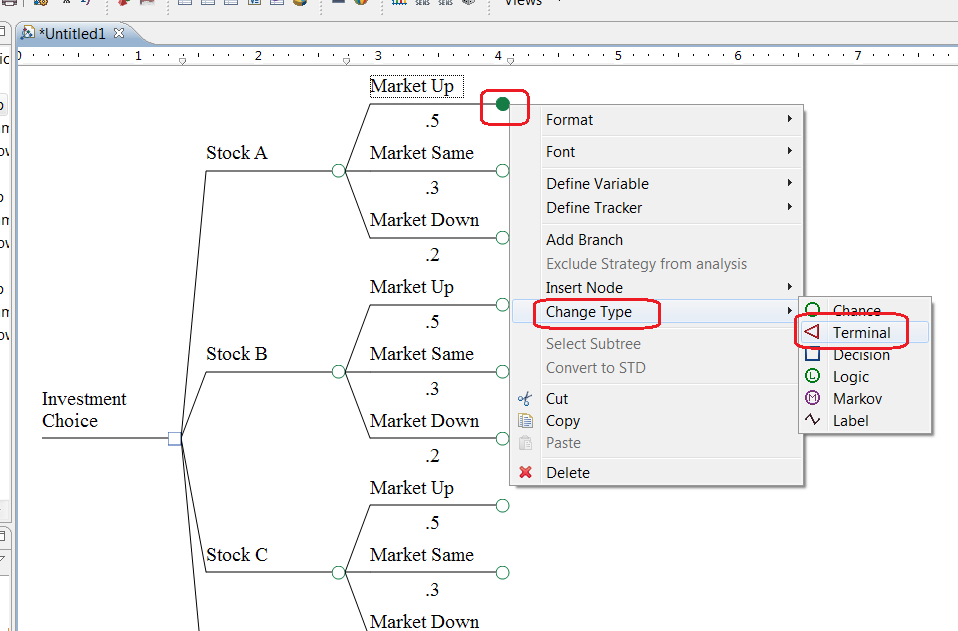 Views
*Untitled1
0 1 2 3 4 5 6 7
Market Up
.5
Market Same
.3
Market Down
.2
Stock A
Market Up
.5
Market Same
.3
Market Down
.2
Stock B
Investment
Choice
Market Up
.5
Market Same
.3
Market Down
Stock C
Format
Font
Define Variable
Define Tracker
Add Branch
Exclude Strategy from analysis
Insert Node
Change Type
Select Subtree
Convert to STD
Cut
Copy
Paste
Delete
Chance
Terminal
Decision
L Logic
M Markov
Label